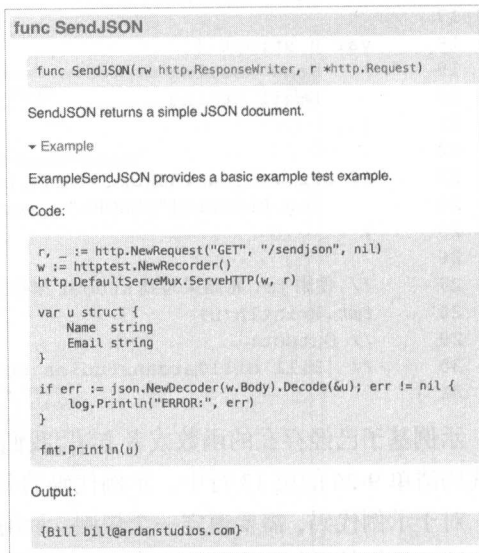 func SendJSON
func SendJSON(rw http.ResponseWriter, r *http.Request)
SendJSON returns a simple JSON document.
▾ Example
ExampleSendJSON provides a basic example test example.
Code:
r, _ := http.NewRequest("GET", "/sendjson", nil)
w := httptest.NewRecorder()
http.DefaultServeMux.ServeHTTP(w, r)
var u struct {
    Name  string
    Email string
}
if err := json.NewDecoder(w.Body).Decode(&u); err != nil {
    log.Println("ERROR:", err)
}
fmt.Println(u)
Output:
{Bill bill@ardanstudios.com}